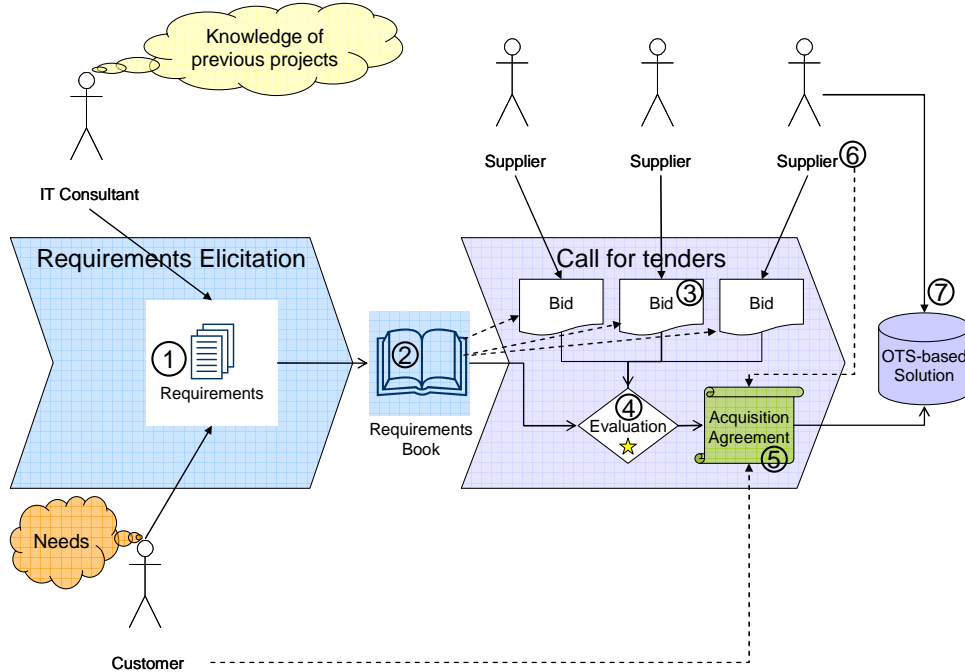 Knowledge of
previous projects
IT Consultant
Supplier
Supplier
Supplier
⑥
Requirements Elicitation
①
Requirements
②
Requirements
Book
Call for tenders
Bid
Bid
③
Bid
④
Evaluation
Acquisition
Agreement
⑤
⑦
OTS-based
Solution
Needs
Customer